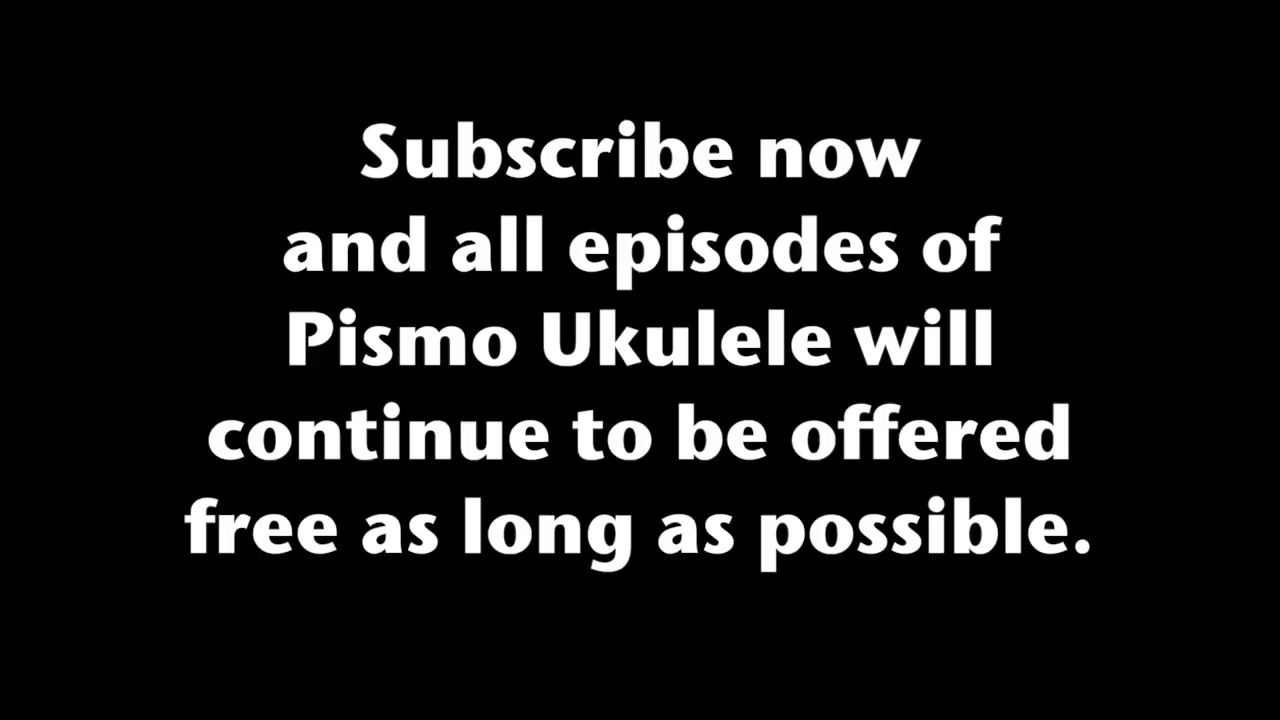 Subscribe now
and all episodes of
Pismo Ukulele will
continue to be offered
free as long as possible.